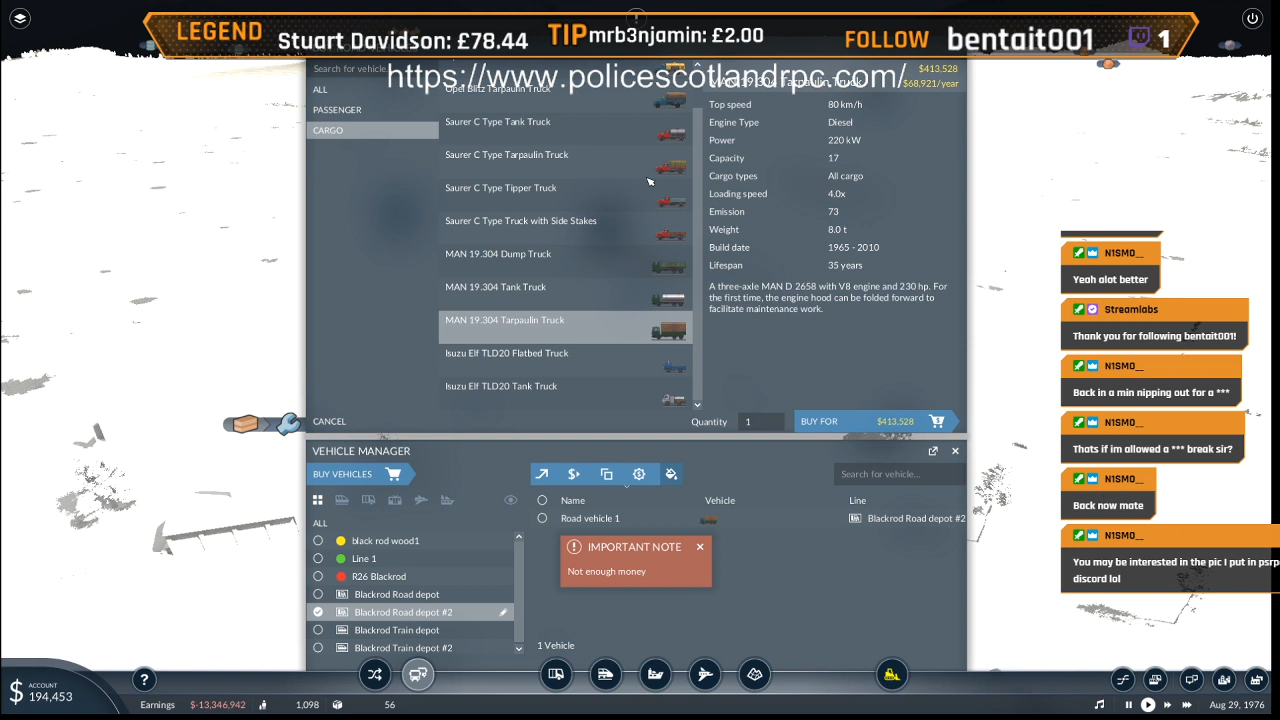 LEGEND Stuart Davidson: £78.44 TIP mrb3njamin: £2.00 FOLLOW bentait001 1
https://www.policescotlandrpc.com/
Search for vehicle.
$413,528
MAN 19.304 Tarpaulin Truck
$68,921/year
ALL
PASSENGER
CARGO
Opel Blitz Tarpaulin Truck
Saurer C Type Tank Truck
Saurer C Type Tarpaulin Truck
Saurer C Type Tipper Truck
Saurer C Type Truck with Side Stakes
MAN 19.304 Dump Truck
MAN 19.304 Tank Truck
MAN 19.304 Tarpaulin Truck
Isuzu Elf TLD20 Flatbed Truck
Isuzu Elf TLD20 Tank Truck
Top speed 80 km/h
Engine Type Diesel
Power 220 kW
Capacity 17
Cargo types All cargo
Loading speed 4.0x
Emission 73
Weight 8.0 t
Build date 1965 - 2010
Lifespan 35 years
A three-axle MAN D 2658 with V8 engine and 230 hp. For
the first time, the engine hood can be folded forward to
facilitate maintenance work.
CANCEL
Quantity 1
BUY FOR $413,528
VEHICLE MANAGER
BUY VEHICLES
Search for vehicle...
ALL
black rod wood1
Line 1
R26 Blackrod
Blackrod Road depot
Blackrod Road depot #2
Blackrod Train depot
Blackrod Train depot #2
Name Vehicle Line
Road vehicle 1 Blackrod Road depot #2
IMPORTANT NOTE
Not enough money
1 Vehicle
N1SMO__
Yeah alot better
Streamlabs
Thank you for following bentait001!
N1SMO__
Back in a min nipping out for a ***
N1SMO__
Thats if im allowed a *** break sir?
N1SMO__
Back now mate
N1SMO__
You may be interested in the pic I put in psrp
discord lol
$ ACCOUNT
194,453
?
Earnings $-13,346,942 1,098 56
Aug 29, 1976